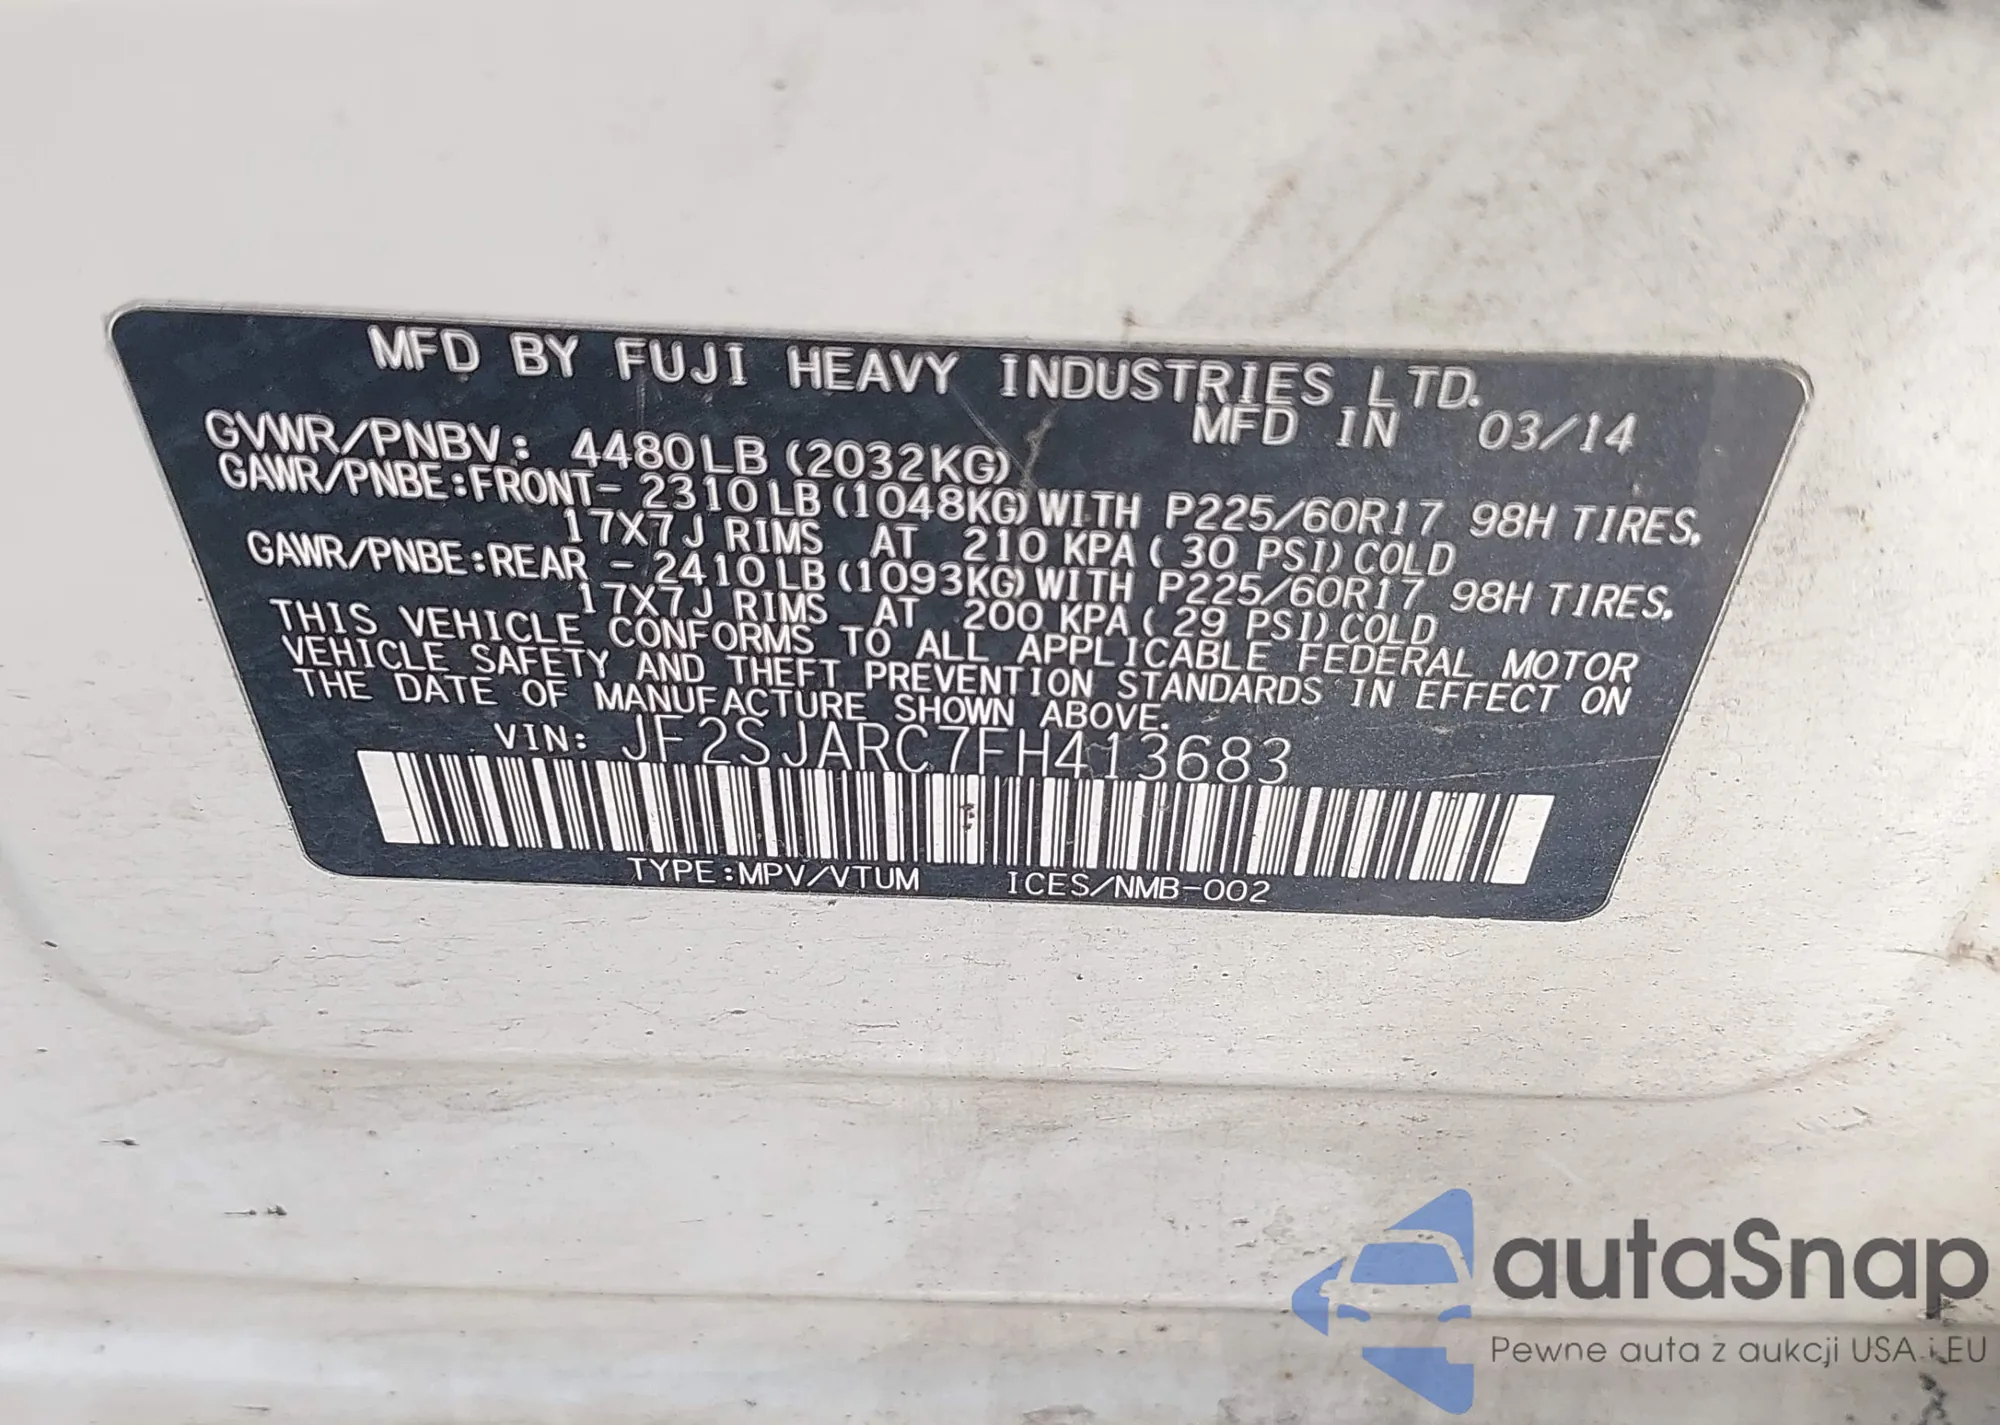 MFD BY FUJI HEAVY INDUSTRIES LTD.
MFD IN 03/14
GVWR/PNBV: 4480LB (2032KG)
GAWR/PNBE:FRONT- 2310LB(1048KG)WITH P225/60R17 98H TIRES,
17X7J RIMS AT 210 KPA( 30 PSI)COLD
GAWR/PNBE:REAR - 2410LB(1093KG)WITH P225/60R17 98H TIRES,
17X7J RIMS AT 200 KPA( 29 PSI)COLD
THIS VEHICLE CONFORMS TO ALL APPLICABLE FEDERAL MOTOR
VEHICLE SAFETY AND THEFT PREVENTION STANDARDS IN EFFECT ON
THE DATE OF MANUFACTURE SHOWN ABOVE.
VIN: JF2SJARC7FH413683
TYPE:MPV/VTUM ICES/NMB-002
autaSnap
Pewne auta z aukcji USA i EU